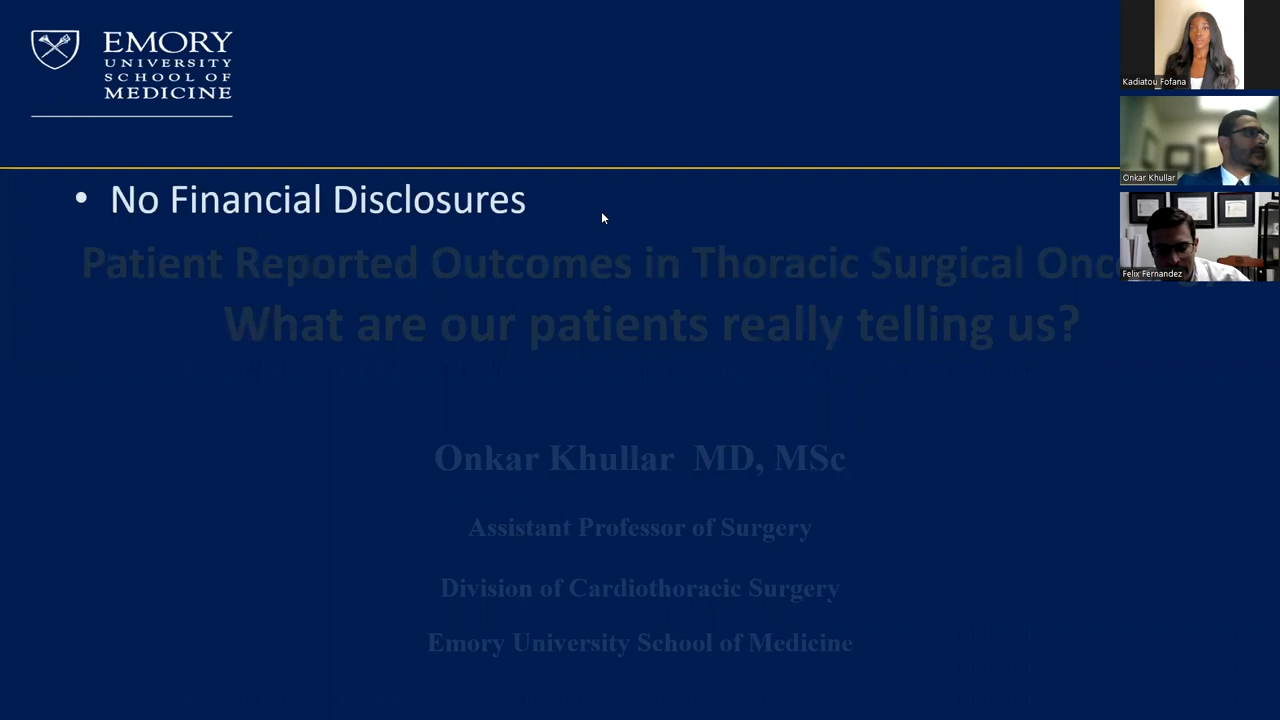 EMORY
UNIVERSITY
SCHOOL OF
MEDICINE
• No Financial Disclosures
Patient Reported Outcomes in Thoracic Surgical
What are our patients really telling us?
Onkar Khullar MD, MSc
Assistant Professor of Surgery
Division of Cardiothoracic Surgery
Emory University School of Medicine
Kadiatou Fofana
Onkar Khullar
Felix Fernandez